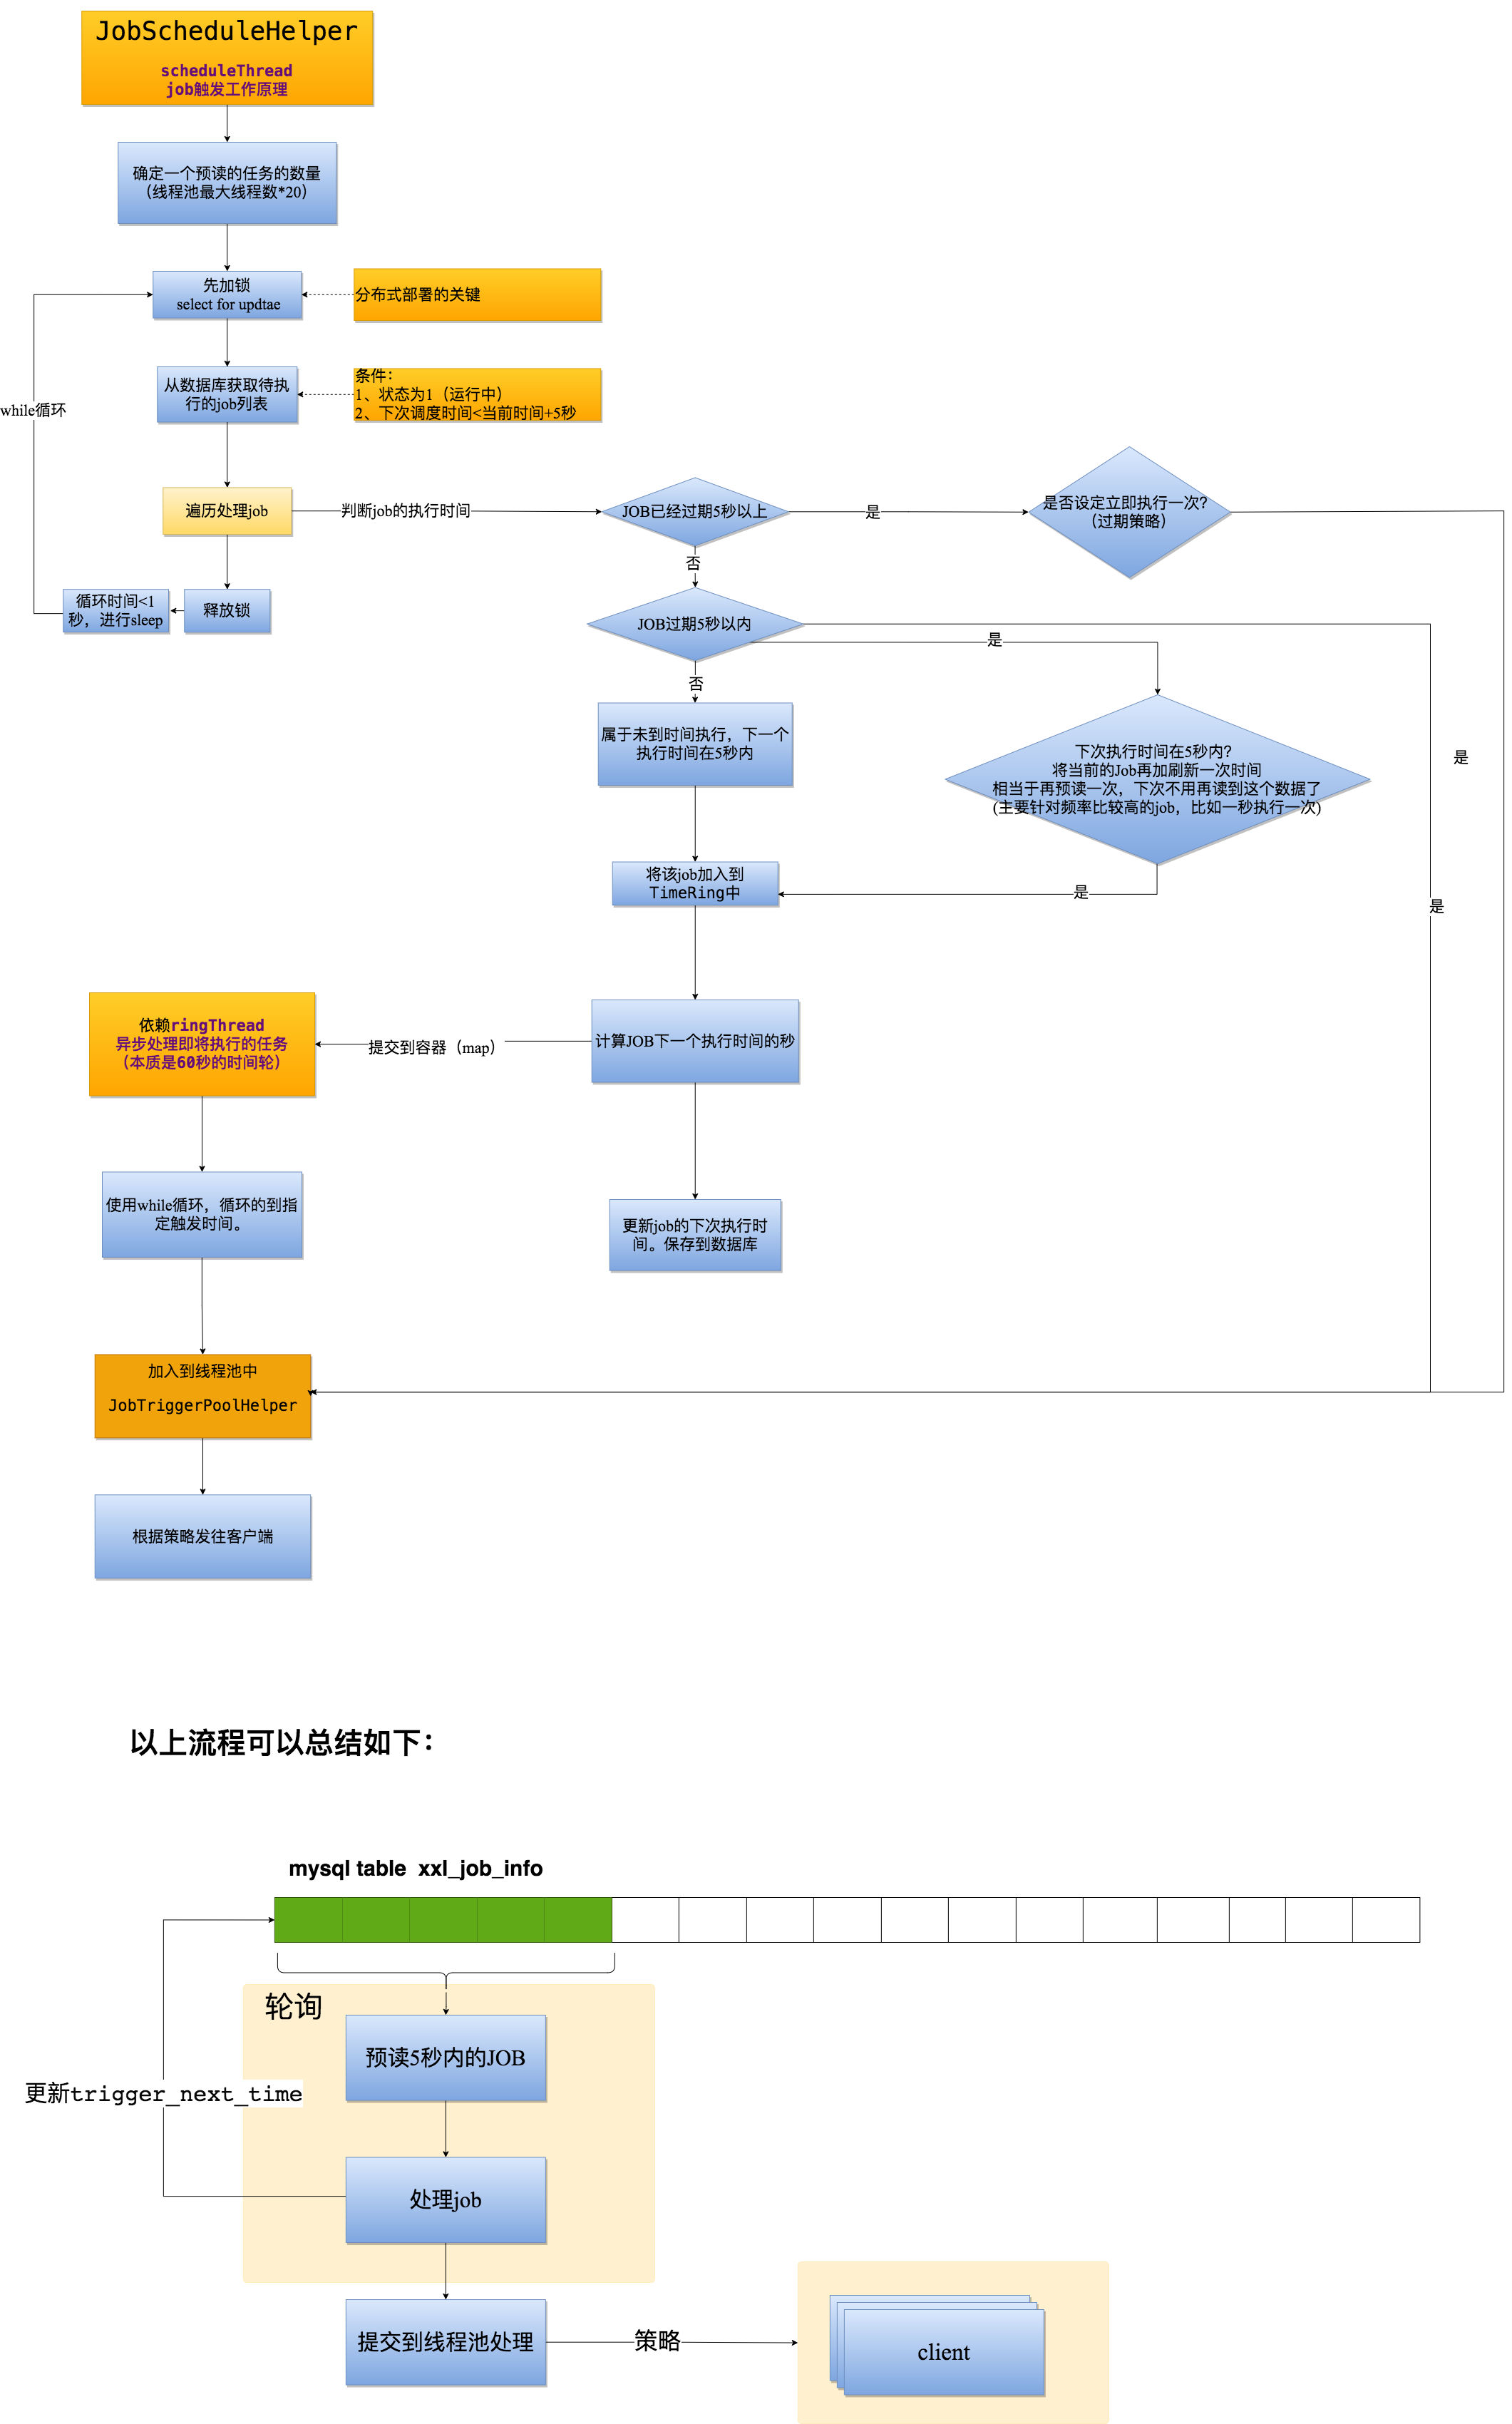 JobScheduleHelper
scheduleThread
job触发工作原理
确定一个预读的任务的数量
（线程池最大线程数*20）
先加锁
select for updtae
分布式部署的关键
while循环
从数据库获取待执
行的job列表
条件：
1、状态为1（运行中）
2、下次调度时间<当前时间+5秒
遍历处理job
判断job的执行时间
JOB已经过期5秒以上
是
是否设定立即执行一次？
（过期策略）
否
循环时间<1
秒，进行sleep
释放锁
JOB过期5秒以内
是
否
属于未到时间执行，下一个
执行时间在5秒内
下次执行时间在5秒内？
将当前的Job再加刷新一次时间
相当于再预读一次，下次不用再读到这个数据了
(主要针对频率比较高的job，比如一秒执行一次)
是
将该job加入到
TimeRing中
是
是
依赖ringThread
异步处理即将执行的任务
（本质是60秒的时间轮）
提交到容器（map）
计算JOB下一个执行时间的秒
使用while循环，循环的到指
定触发时间。
更新job的下次执行时
间。保存到数据库
加入到线程池中
JobTriggerPoolHelper
根据策略发往客户端
以上流程可以总结如下：
mysql table xxl_job_info
轮询
预读5秒内的JOB
更新trigger_next_time
处理job
提交到线程池处理
策略
client